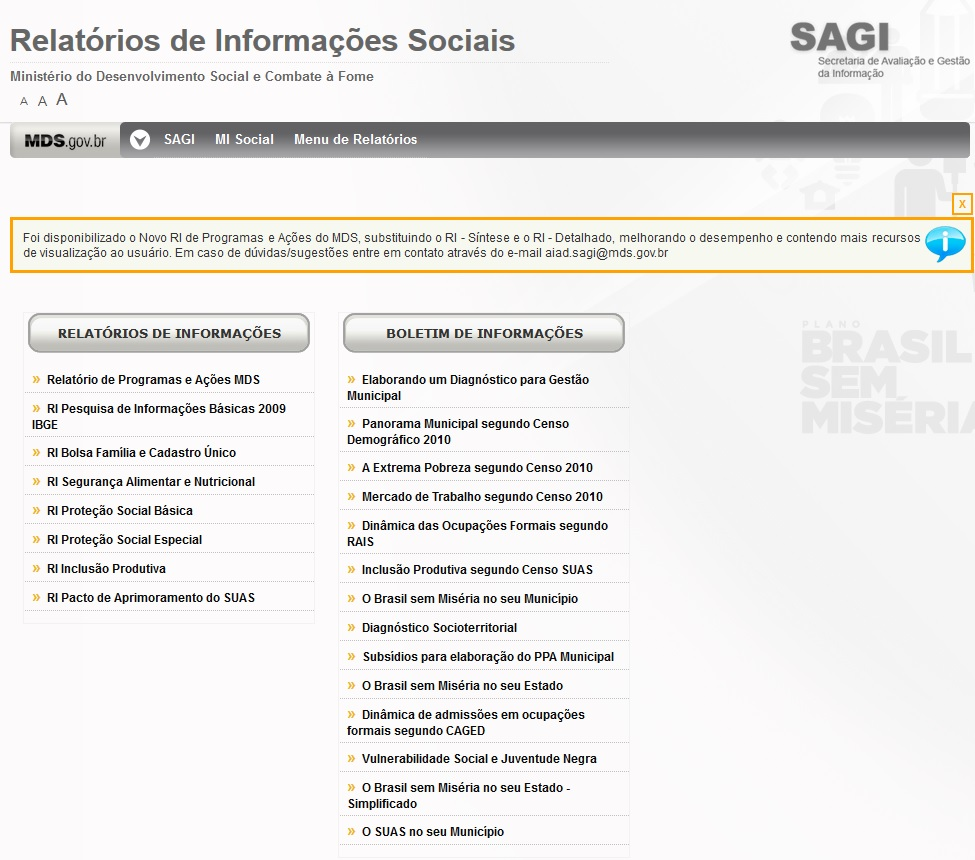 Relatórios de Informações Sociais
Ministério do Desenvolvimento Social e Combate à Fome
A A A
SAGI
Secretaria de Avaliação e Gestão
da Informação
MDS.gov.br
SAGI MI Social Menu de Relatórios
X
Foi disponibilizado o Novo RI de Programas e Ações do MDS, substituindo o RI - Síntese e o RI - Detalhado, melhorando o desempenho e contendo mais recursos
de visualização ao usuário. Em caso de dúvidas/sugestões entre em contato através do e-mail aiad.sagi@mds.gov.br
RELATÓRIOS DE INFORMAÇÕES
» Relatório de Programas e Ações MDS
» RI Pesquisa de Informações Básicas 2009
IBGE
» RI Bolsa Família e Cadastro Único
» RI Segurança Alimentar e Nutricional
» RI Proteção Social Básica
» RI Proteção Social Especial
» RI Inclusão Produtiva
» RI Pacto de Aprimoramento do SUAS
BOLETIM DE INFORMAÇÕES
» Elaborando um Diagnóstico para Gestão
Municipal
» Panorama Municipal segundo Censo
Demográfico 2010
» A Extrema Pobreza segundo Censo 2010
» Mercado de Trabalho segundo Censo 2010
» Dinâmica das Ocupações Formais segundo
RAIS
» Inclusão Produtiva segundo Censo SUAS
» O Brasil sem Miséria no seu Município
» Diagnóstico Socioterritorial
» Subsídios para elaboração do PPA Municipal
» O Brasil sem Miséria no seu Estado
» Dinâmica de admissões em ocupações
formais segundo CAGED
» Vulnerabilidade Social e Juventude Negra
» O Brasil sem Miséria no seu Estado -
Simplificado
» O SUAS no seu Município
PLANO
BRASIL
SEM
MISÉRIA